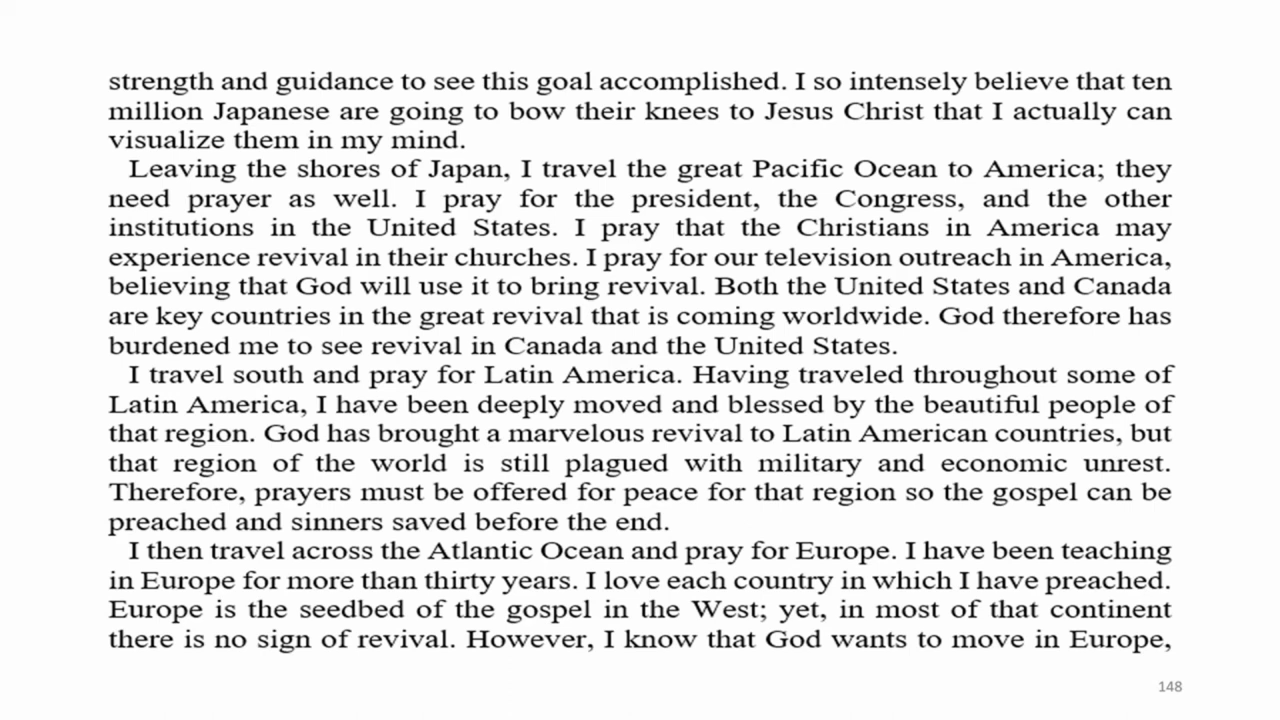 strength and guidance to see this goal accomplished. I so intensely believe that ten
million Japanese are going to bow their knees to Jesus Christ that I actually can
visualize them in my mind.
Leaving the shores of Japan, I travel the great Pacific Ocean to America; they
need prayer as well. I pray for the president, the Congress, and the other
institutions in the United States. I pray that the Christians in America may
experience revival in their churches. I pray for our television outreach in America,
believing that God will use it to bring revival. Both the United States and Canada
are key countries in the great revival that is coming worldwide. God therefore has
burdened me to see revival in Canada and the United States.
I travel south and pray for Latin America. Having traveled throughout some of
Latin America, I have been deeply moved and blessed by the beautiful people of
that region. God has brought a marvelous revival to Latin American countries, but
that region of the world is still plagued with military and economic unrest.
Therefore, prayers must be offered for peace for that region so the gospel can be
preached and sinners saved before the end.
I then travel across the Atlantic Ocean and pray for Europe. I have been teaching
in Europe for more than thirty years. I love each country in which I have preached.
Europe is the seedbed of the gospel in the West; yet, in most of that continent
there is no sign of revival. However, I know that God wants to move in Europe,
148